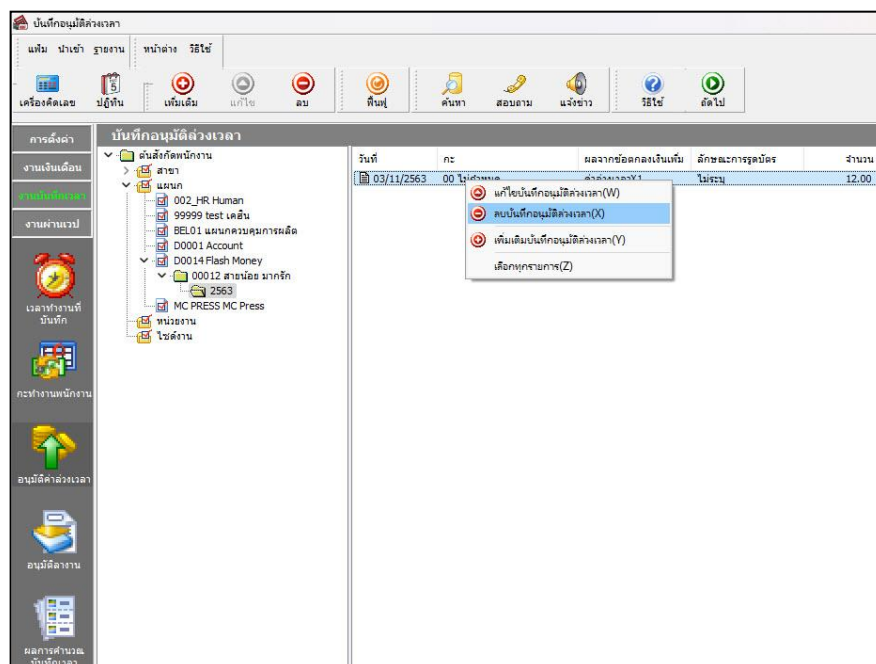 บันทึกอนุมัติล่วงเวลา
แฟ้ม นำเข้า รายงาน หน้าต่าง วิธีใช้
เครื่องคิดเลข ปฏิทิน เพิ่มเติม แก้ไข ลบ ฟื้นฟู ค้นหา สอบถาม แจ้งข่าว วิธีใช้ ถัดไป
การตั้งค่า
งานเงินเดือน
งานบันทึกเวลา
งานผ่านเวป
เวลาทำงานที่
บันทึก
กะทำงานพนักงาน
อนุมัติค่าล่วงเวลา
อนุมัติลางาน
ผลการคำนวณ
บันทึกเวลา
บันทึกอนุมัติล่วงเวลา
ต้นสังกัดพนักงาน
สาขา
แผนก
002_HR Human
99999 test เคลีน
BEL01 แผนกควบคุมการผลิต
D0001 Account
D0014 Flash Money
00012 สายน้อย มากรัก
2563
MC PRESS MC Press
หน่วยงาน
ไซด์งาน
วันที่ กะ ผลจากข้อตกลงเงินเพิ่ม ลักษณะการรูดบัตร จำนวน
03/11/2563 00 ไม่กำหนด ค่าล่วงเวลาX1 ไม่ระบุ 12.00
แก้ไขบันทึกอนุมัติล่วงเวลา(W)
ลบบันทึกอนุมัติล่วงเวลา(X)
เพิ่มเติมบันทึกอนุมัติล่วงเวลา(Y)
เลือกทุกรายการ(Z)